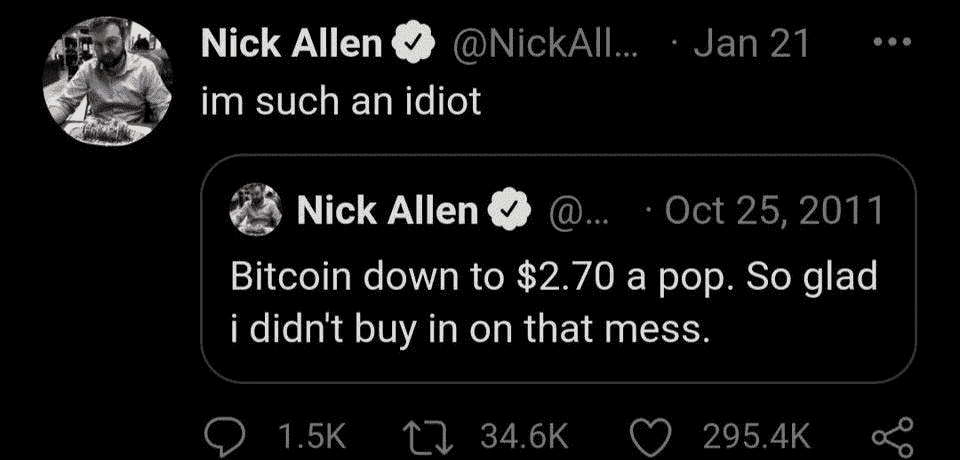 Nick Allen @NickAll... · Jan 21
im such an idiot
Nick Allen @... · Oct 25, 2011
Bitcoin down to $2.70 a pop. So glad
i didn't buy in on that mess.
1.5K 34.6K 295.4K